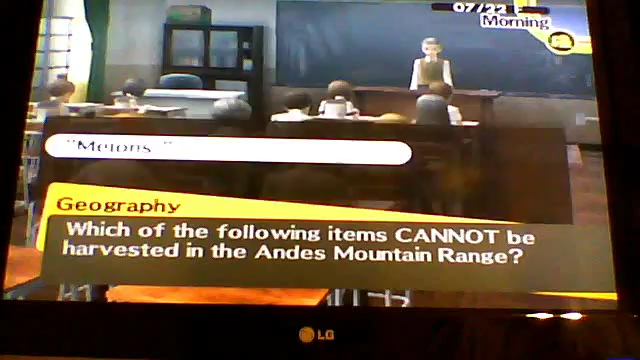 07/22 F
Morning
"Melons "
Geography
Which of the following items CANNOT be
harvested in the Andes Mountain Range?
LG